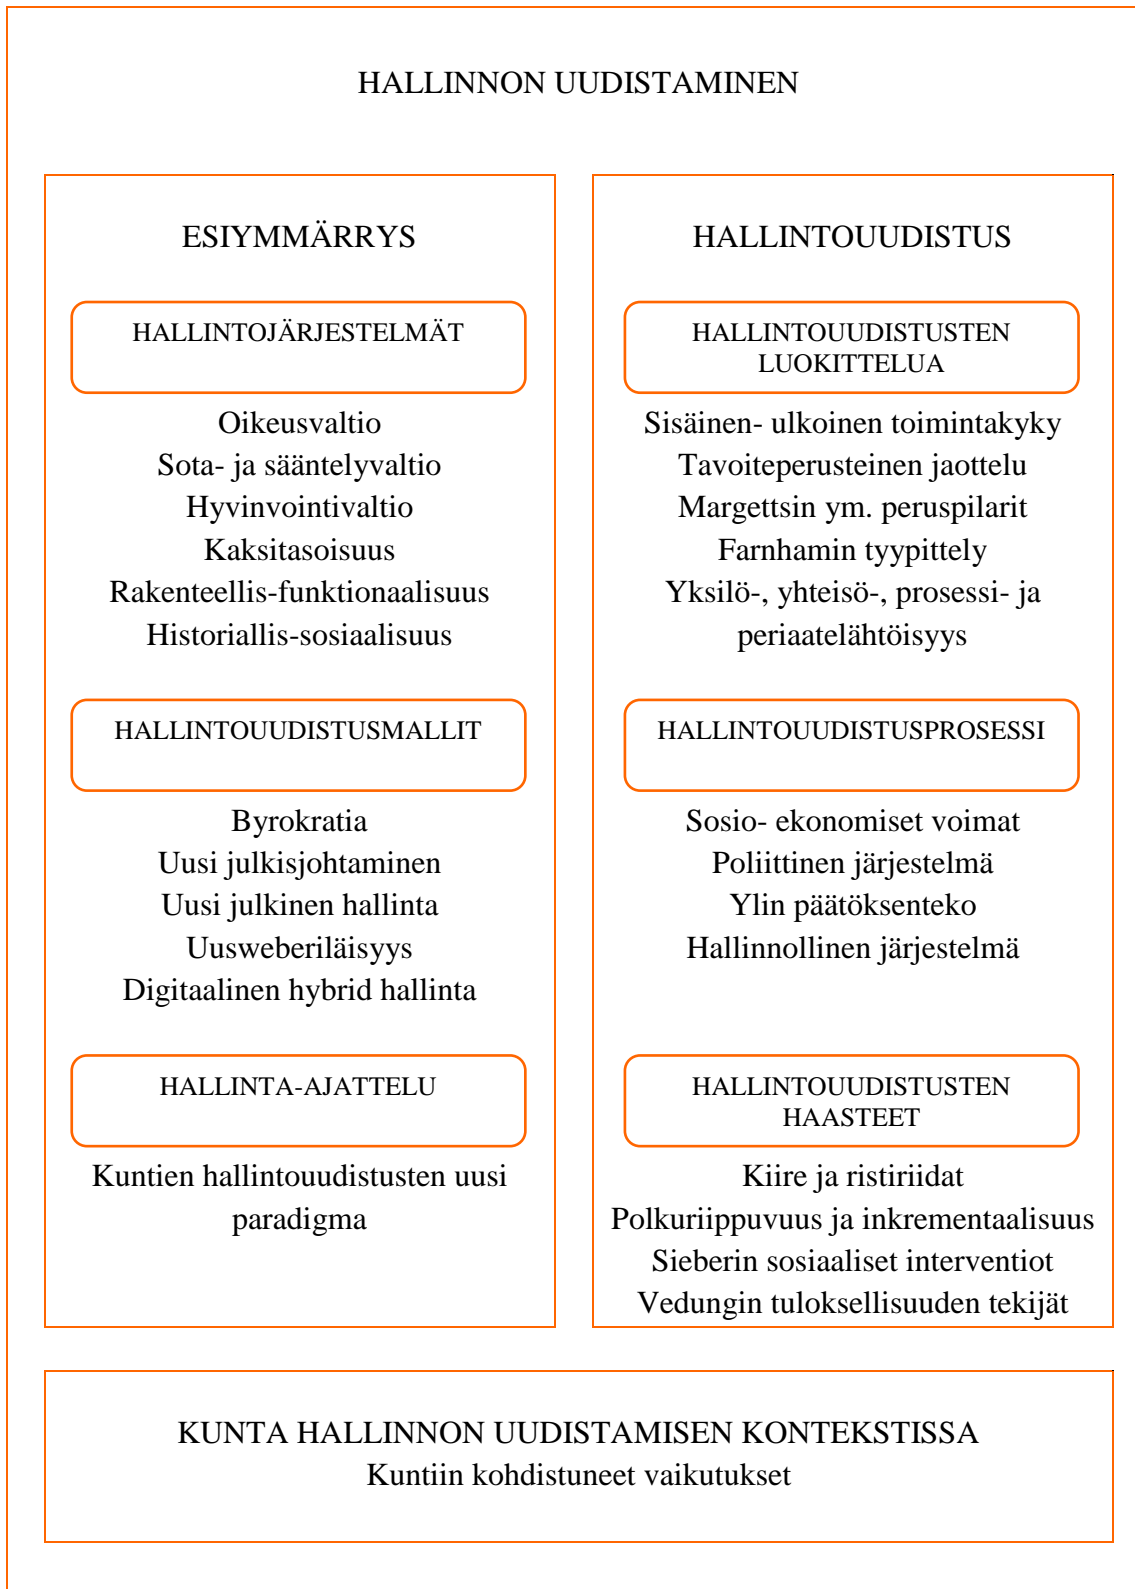 HALLINNON UUDISTAMINEN
ESIYMMÄRRYS
HALLINTOJÄRJESTELMÄT
Oikeusvaltio
Sota- ja sääntelyvaltio
Hyvinvointivaltio
Kaksitasoisuus
Rakenteellis-funktionaalisuus
Historiallis-sosiaalisuus
HALLINTOUUDISTUSMALLIT
Byrokratia
Uusi julkisjohtaminen
Uusi julkinen hallinta
Uusweberiläisyys
Digitaalinen hybrid hallinta
HALLINTA-AJATTELU
Kuntien hallintouudistusten uusi
paradigma
HALLINTOUUDISTUS
HALLINTOUUDISTUSTEN
LUOKITTELUA
Sisäinen- ulkoinen toimintakyky
Tavoiteperusteinen jaottelu
Margettsin ym. peruspilarit
Farnhamin tyypittely
Yksilö-, yhteisö-, prosessi- ja
periaatelähtöisyys
HALLINTOUUDISTUSPROSESSI
Sosio- ekonomiset voimat
Poliittinen järjestelmä
Ylin päätöksenteko
Hallinnollinen järjestelmä
HALLINTOUUDISTUSTEN
HAASTEET
Kiire ja ristiriidat
Polkuriippuvuus ja inkrementaalisuus
Sieberin sosiaaliset interventiot
Vedungin tuloksellisuuden tekijät
KUNTA HALLINNON UUDISTAMISEN KONTEKSTISSA
Kuntiin kohdistuneet vaikutukset